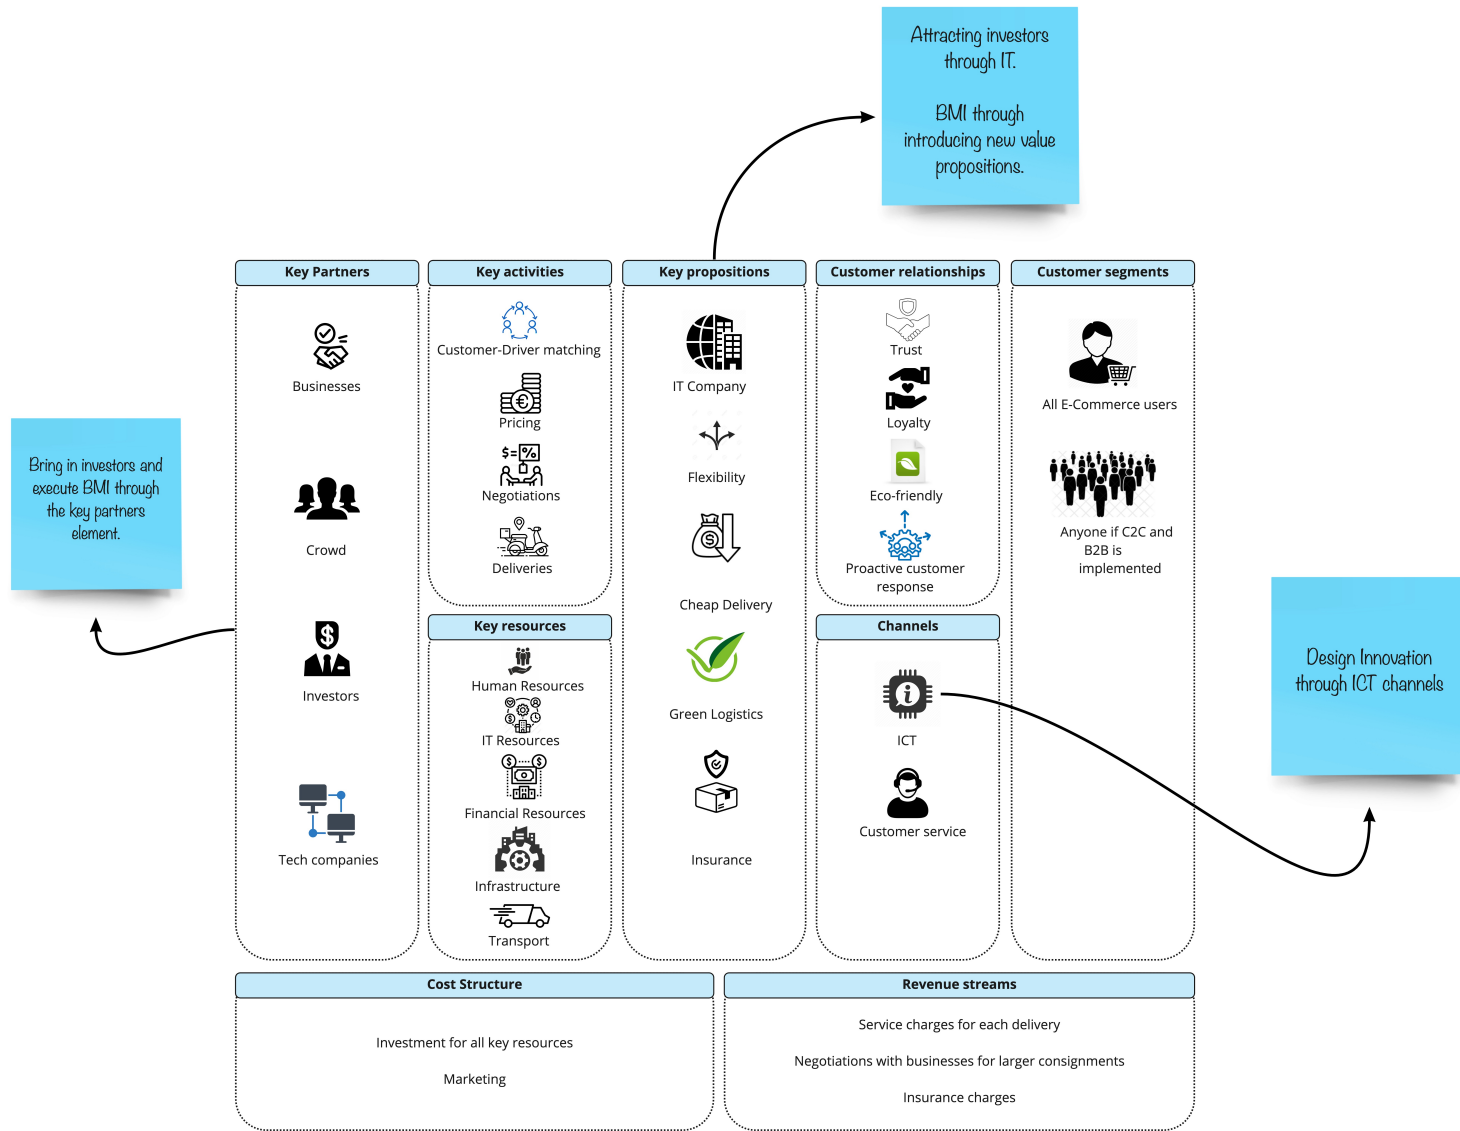 Attracting investors
through IT.
BMI through
introducing new value
propositions.
Bring in investors and
execute BMI through
the key partners
element.
Key Partners
Businesses
Crowd
Investors
Tech companies
Key activities
Customer-Driver matching
Pricing
Negotiations
Deliveries
Key resources
Human Resources
IT Resources
Financial Resources
Infrastructure
Transport
Key propositions
IT Company
Flexibility
Cheap Delivery
Green Logistics
Insurance
Customer relationships
Trust
Loyalty
Eco-friendly
Proactive customer
response
Channels
ICT
Customer service
Customer segments
All E-Commerce users
Anyone if C2C and
B2B is
implemented
Design Innovation
through ICT channels
Cost Structure
Investment for all key resources
Marketing
Revenue streams
Service charges for each delivery
Negotiations with businesses for larger consignments
Insurance charges